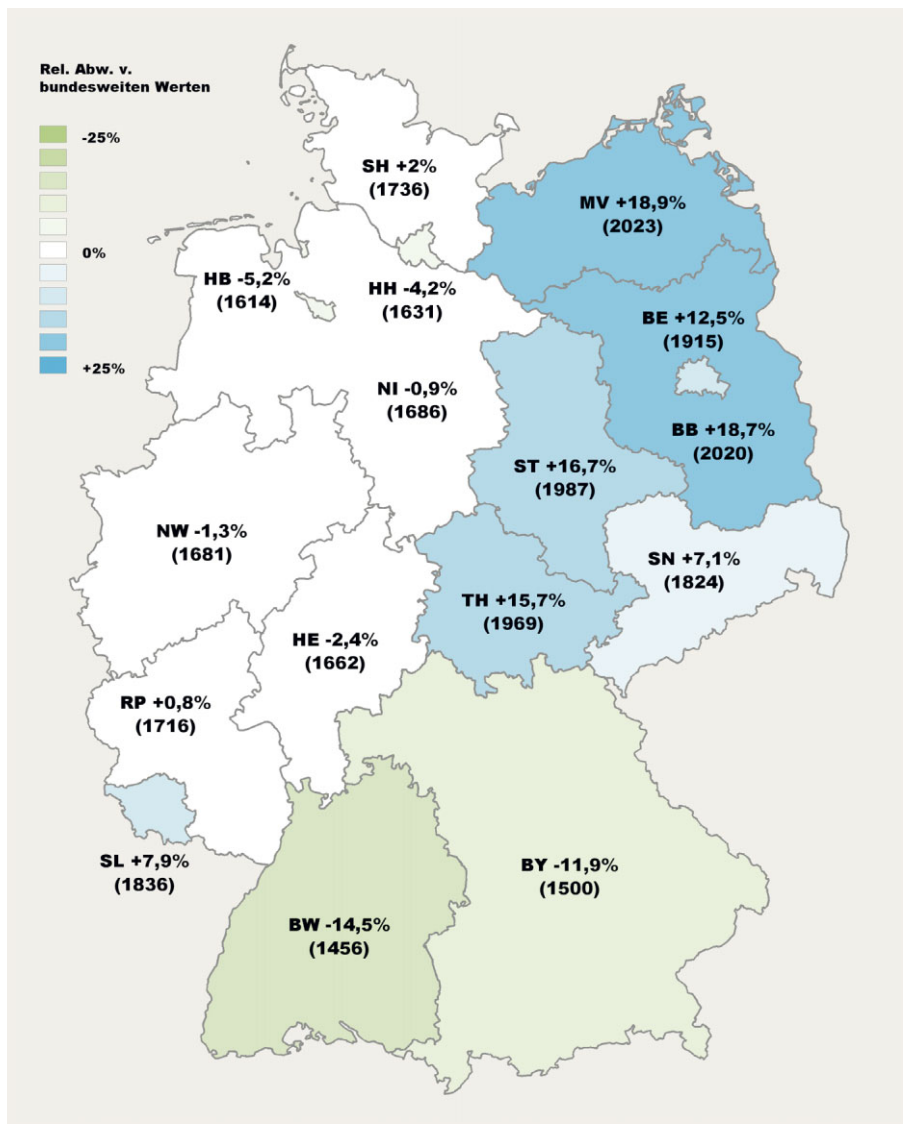 Rel. Abw. v.
bundesweiten Werten
-25%
0%
+25%
SH +2%
(1736)
MV +18,9%
(2023)
HB -5,2%
(1614)
HH -4,2%
(1631)
BE +12,5%
(1915)
NI -0,9%
(1686)
BB +18,7%
(2020)
ST +16,7%
(1987)
NW -1,3%
(1681)
SN +7,1%
(1824)
TH +15,7%
(1969)
HE -2,4%
(1662)
RP +0,8%
(1716)
SL +7,9%
(1836)
BY -11,9%
(1500)
BW -14,5%
(1456)